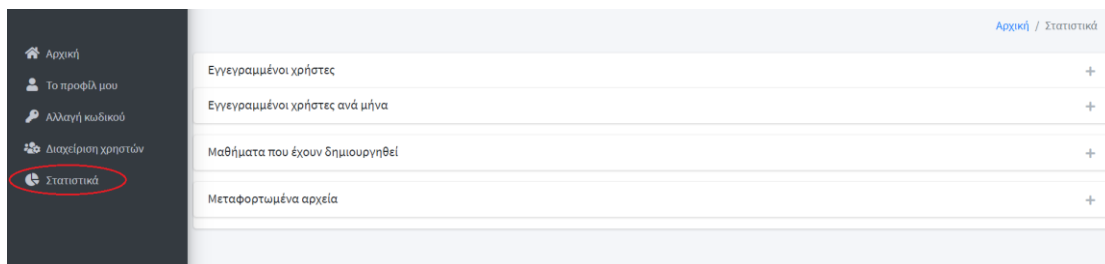 Αρχική / Στατιστικά
Αρχική
Το προφίλ μου
Αλλαγή κωδικού
Διαχείριση χρηστών
Στατιστικά
Εγγεγραμμένοι χρήστες
Εγγεγραμμένοι χρήστες ανά μήνα
Μαθήματα που έχουν δημιουργηθεί
Μεταφορτωμένα αρχεία